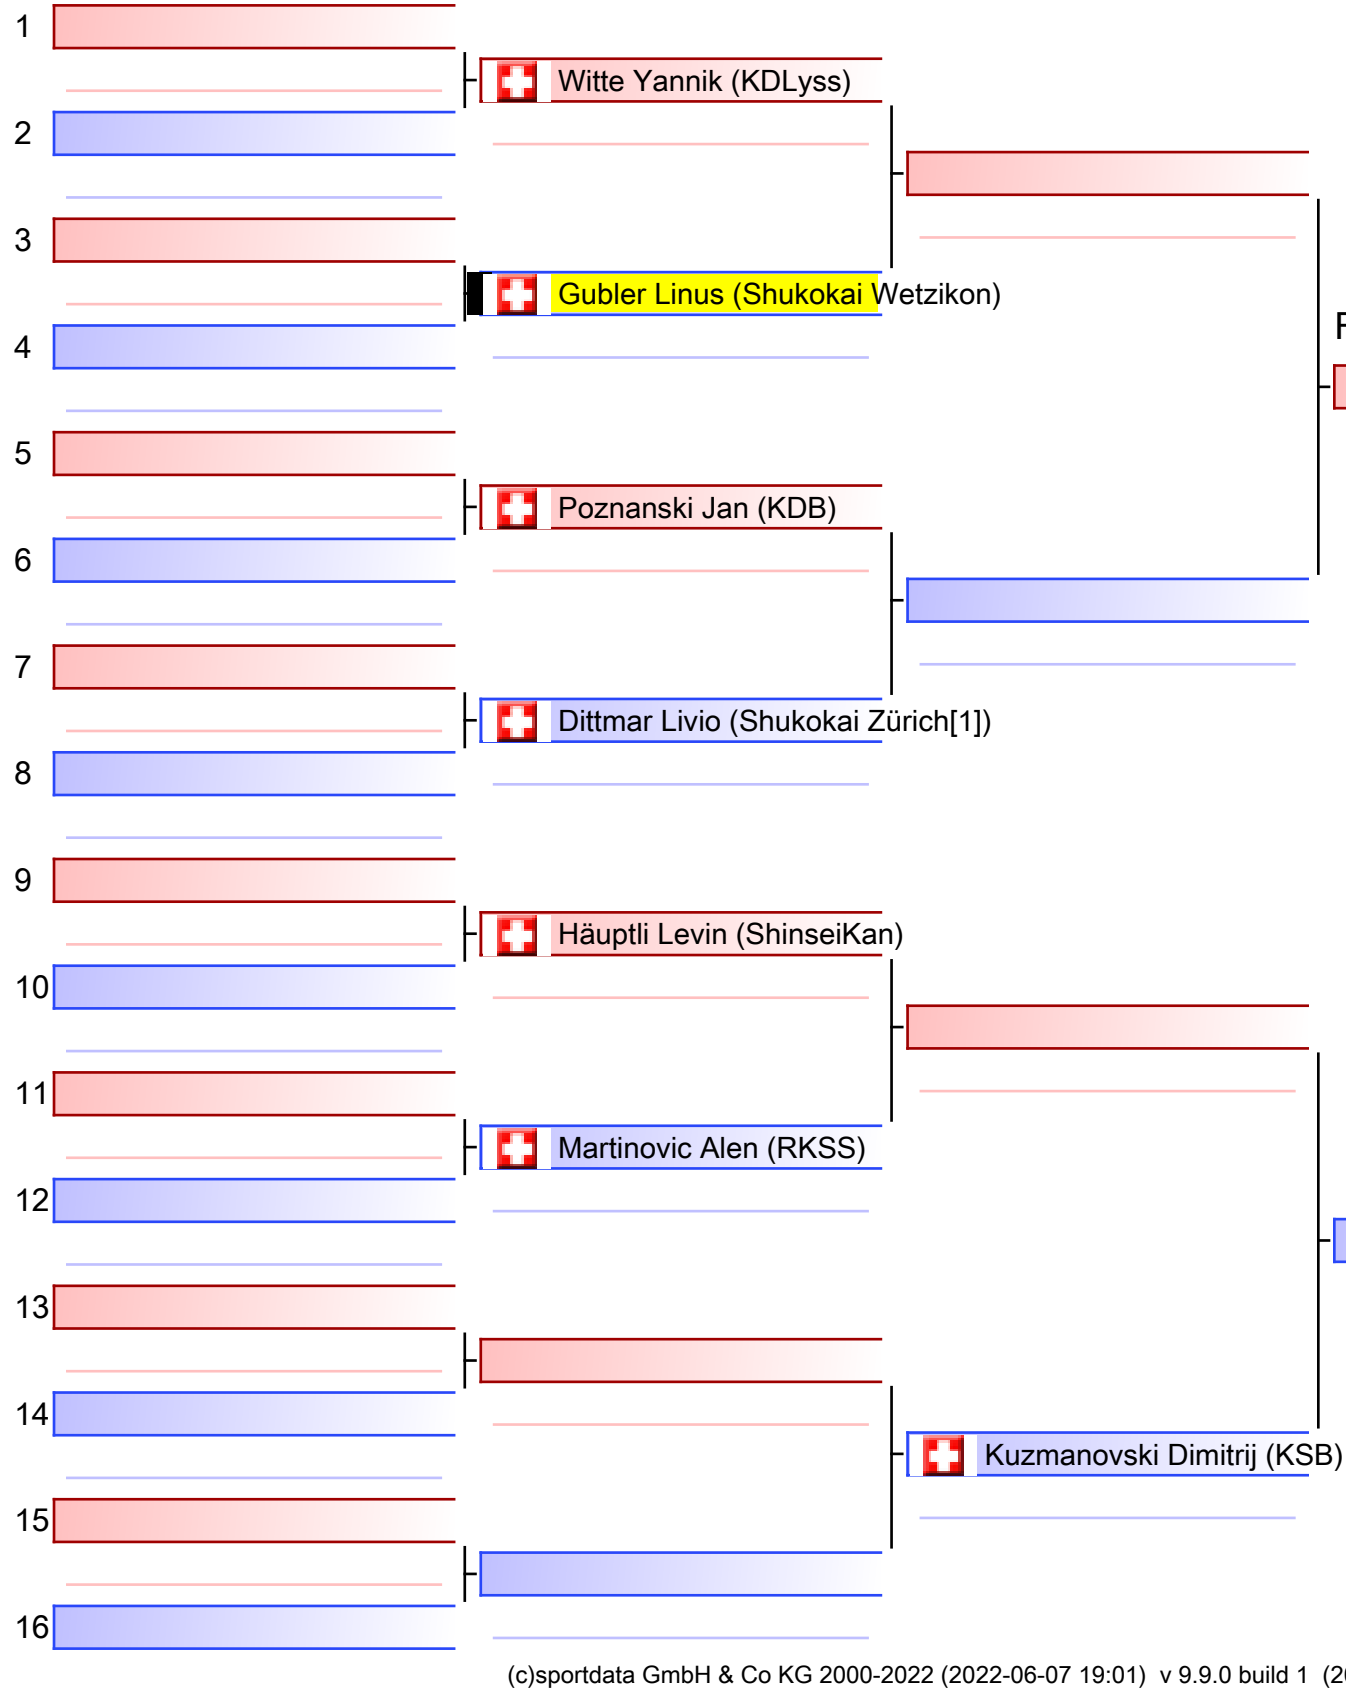 1
Witte Yannik (KDLyss)
2
3
Gubler Linus (Shukokai Wetzikon)
4
5
Poznanski Jan (KDB)
6
7
Dittmar Livio (Shukokai Zürich[1])
8
9
Häuptli Levin (ShinseiKan)
10
11
Martinovic Alen (RKSS)
12
13
14
Kuzmanovski Dimitrij (KSB)
15
16
(c)sportdata GmbH & Co KG 2000-2022 (2022-06-07 19:01) v 9.9.0 build 1 (20